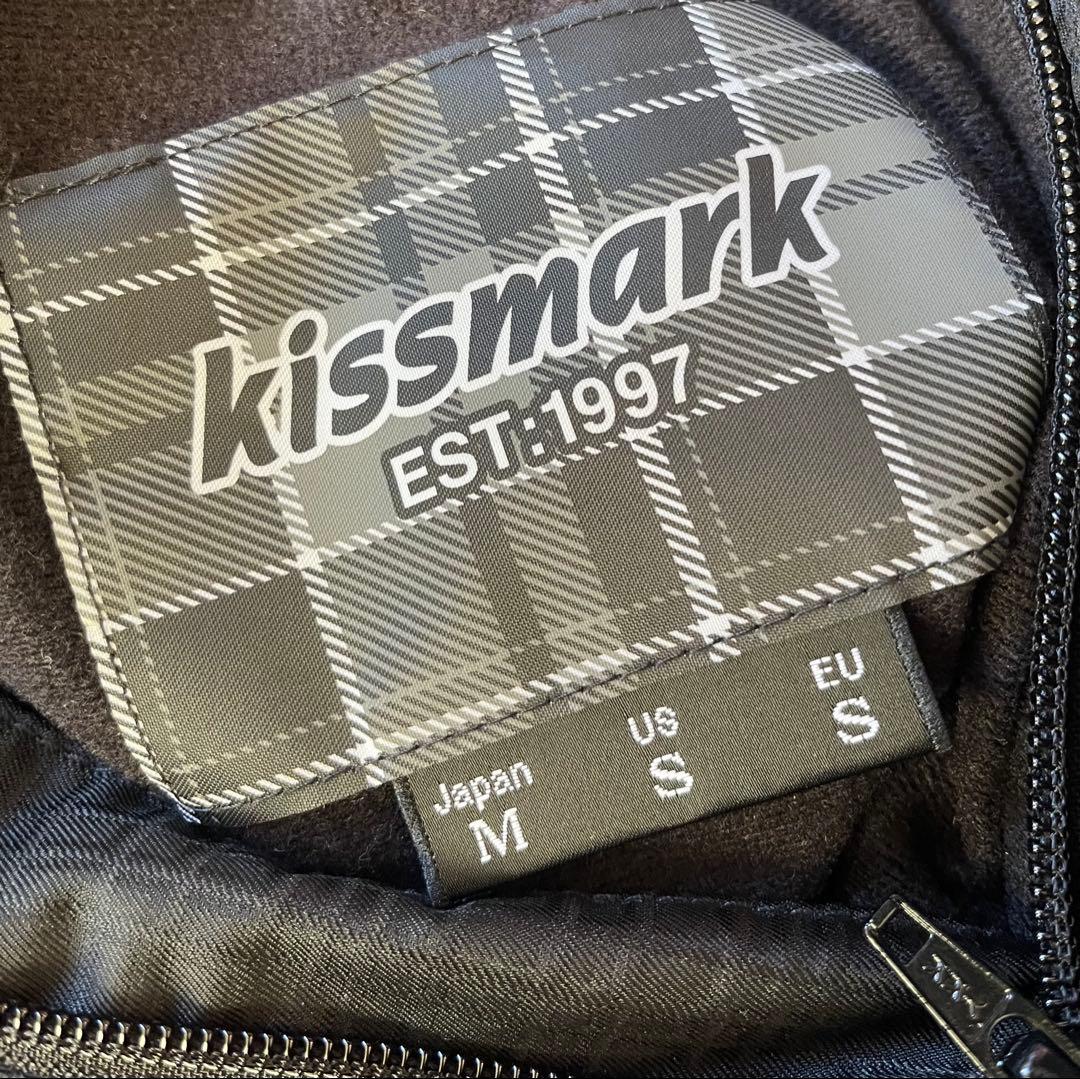 kissmark
EST:1997
Japan US EU
M S S